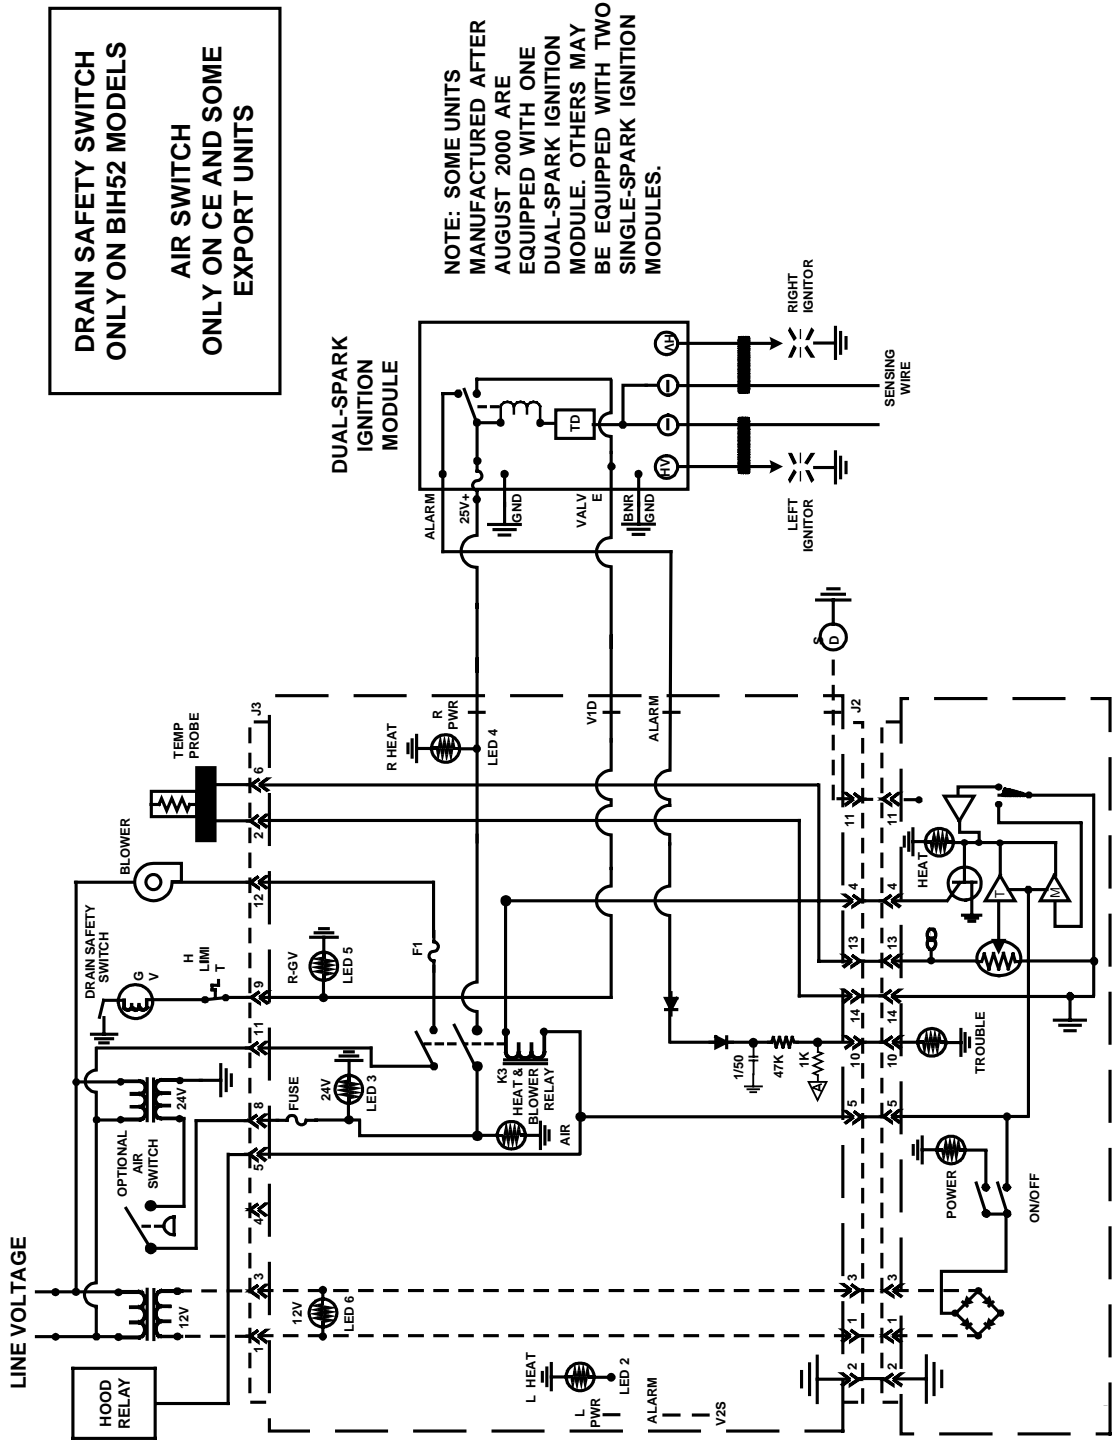 DRAIN SAFETY SWITCH
ONLY ON BIH52 MODELS
AIR SWITCH
ONLY ON CE AND SOME
EXPORT UNITS
NOTE: SOME UNITS
MANUFACTURED AFTER
AUGUST 2000 ARE
EQUIPPED WITH ONE
DUAL-SPARK IGNITION
MODULE. OTHERS MAY
BE EQUIPPED WITH TWO
SINGLE-SPARK IGNITION
MODULES.
DUAL-SPARK
IGNITION
MODULE
ALARM
25V+
GND
VALV
E
BNR
GND
TD
HV
I
I
HV
LEFT
IGNITOR
RIGHT
IGNITOR
SENSING
WIRE
LINE VOLTAGE
HOOD
RELAY
12V
OPTIONAL
AIR
SWITCH
24V
DRAIN SAFETY
SWITCH
G
V
H
LIMI
T
BLOWER
TEMP
PROBE
J3
1
3
4
5
8
11
9
12
2
6
12V
LED 6
FUSE
24V
LED 3
R-GV
LED 5
F1
K3
HEAT &
BLOWER
RELAY
AIR
R HEAT
LED 4
R
PWR
V1D
ALARM
L HEAT
LED 2
L
PWR
ALARM
V2S
1/50
47K
1K
A
S
D
J2
2
1
3
5
10
14
13
4
11
2
1
3
5
10
14
13
4
11
POWER
ON/OFF
TROUBLE
HEAT
T
M